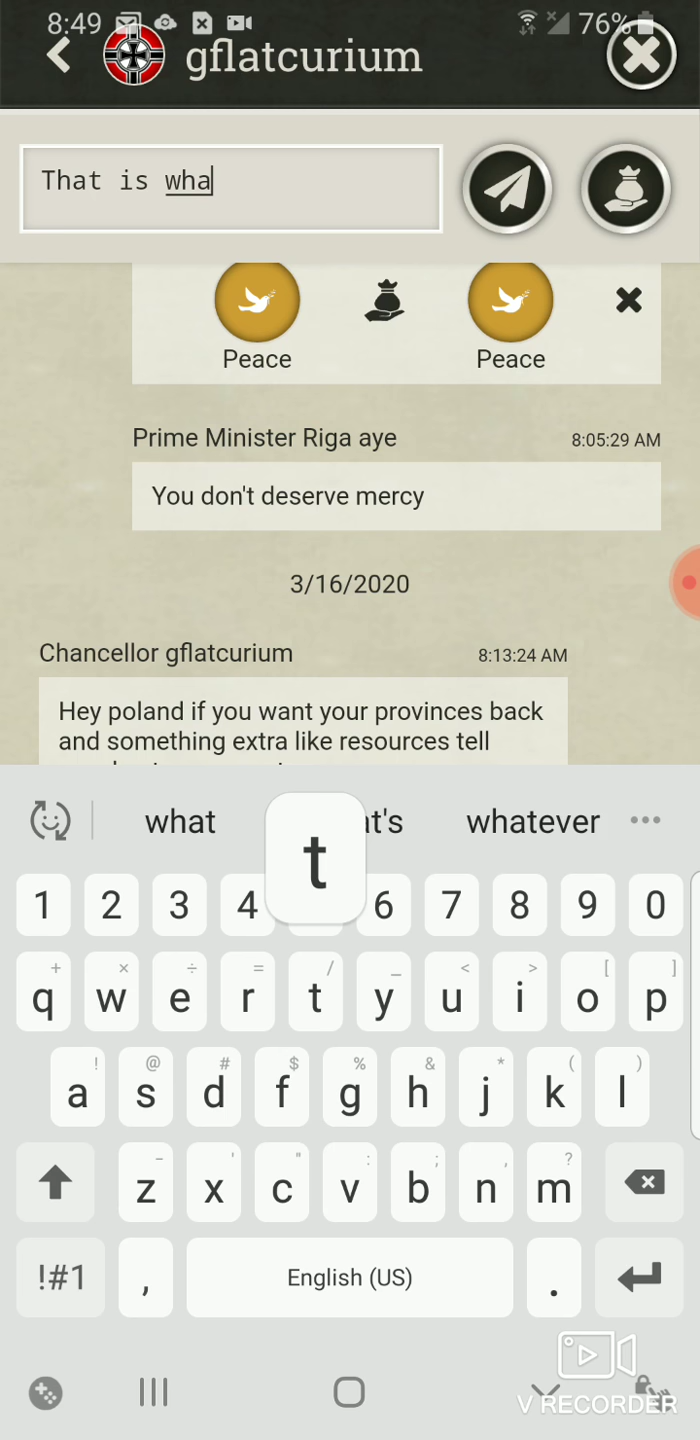 8:49 76%
gflatcurium
That is wha
Peace Peace
Prime Minister Riga aye 8:05:29 AM
You don't deserve mercy
3/16/2020
Chancellor gflatcurium 8:13:24 AM
Hey poland if you want your provinces back
and something extra like resources tell
what t at's whatever
1 2 3 4 6 7 8 9 0
+ × ÷ = / _ < > [ ]
q w e r t y u i o p
! @ # $ % & * ( )
a s d f g h j k l
- ' " : ; , ?
z x c v b n m
!#1 , English (US) .
V RECORDER